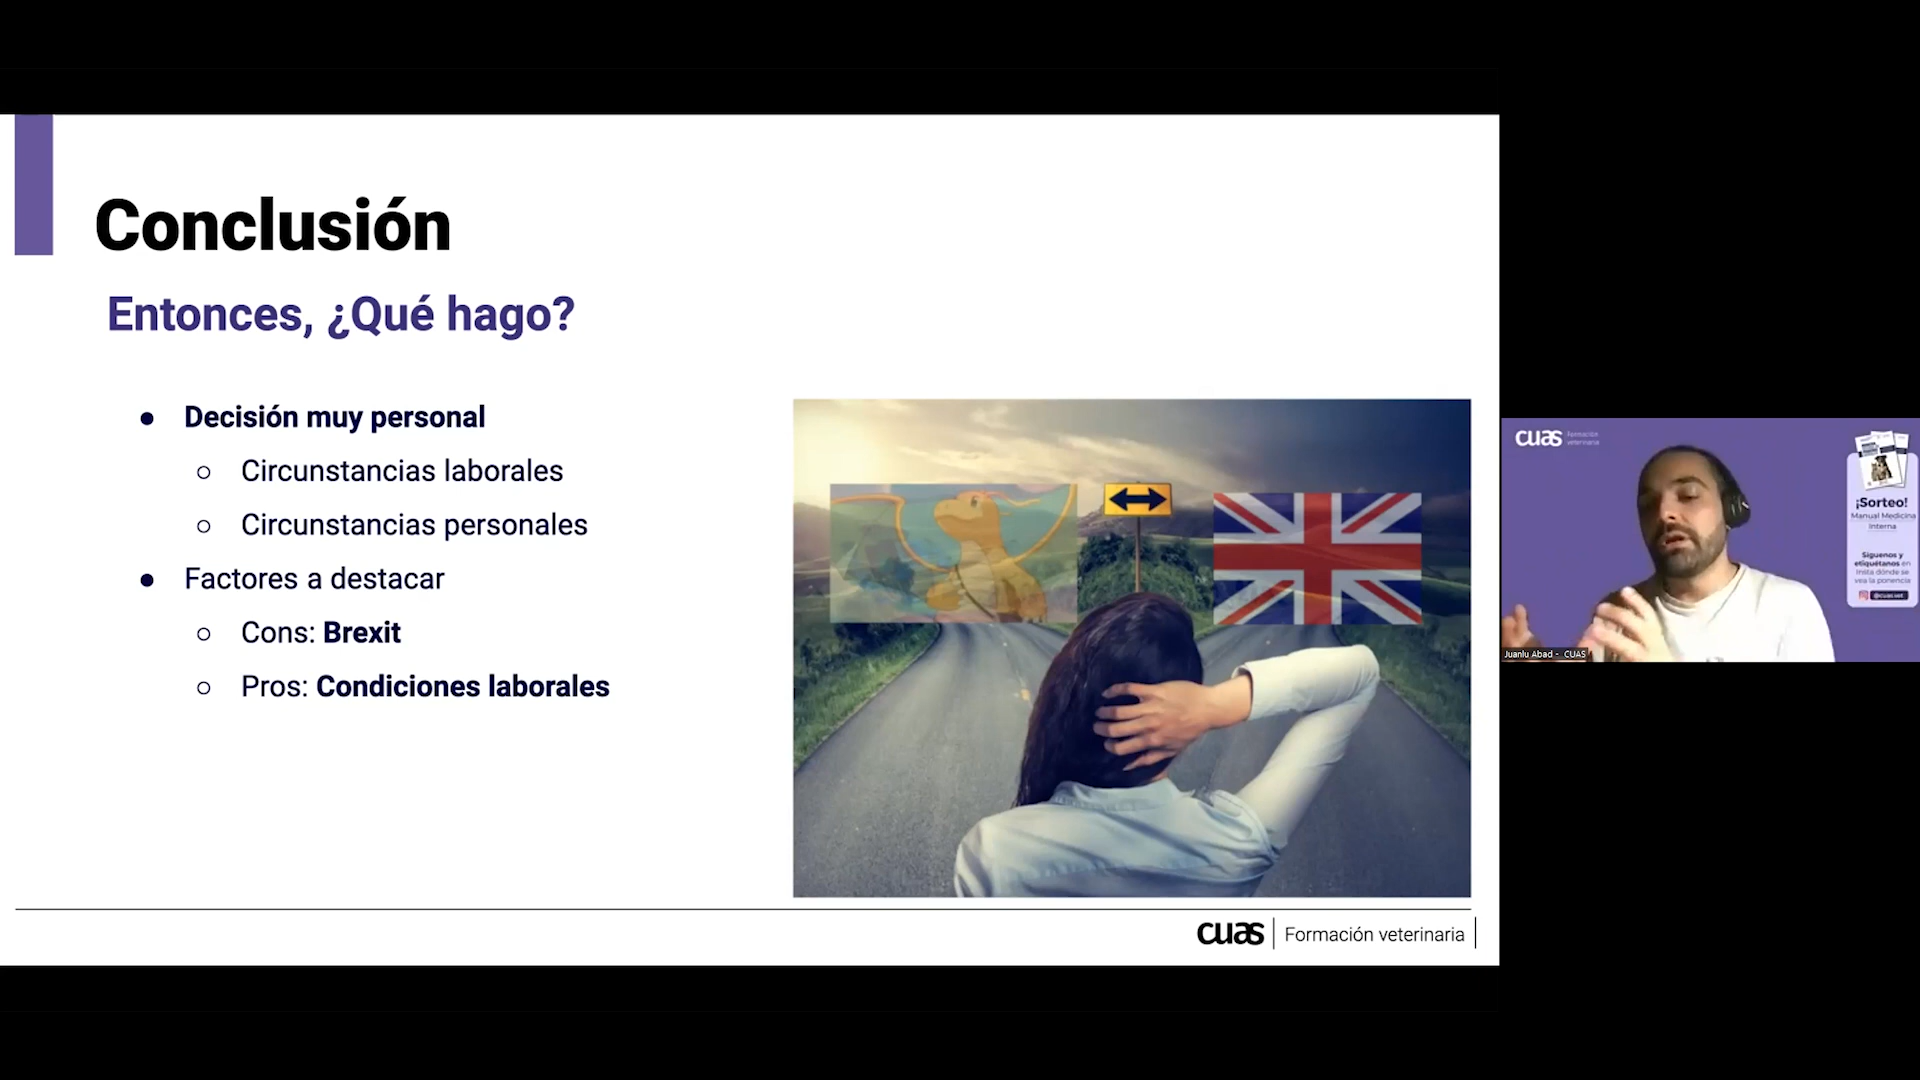 Conclusión
Entonces, ¿Qué hago?
● Decisión muy personal
○ Circunstancias laborales
○ Circunstancias personales
● Factores a destacar
○ Cons: Brexit
○ Pros: Condiciones laborales
cuas | Formación veterinaria
cuas Formación
veterinaria
¡Sorteo!
Manual Medicina
Interna
Síguenos y
etiquétanos en
insta dónde se
vea la ponencia
@cuas.vet
Juanlu Abad - CUAS